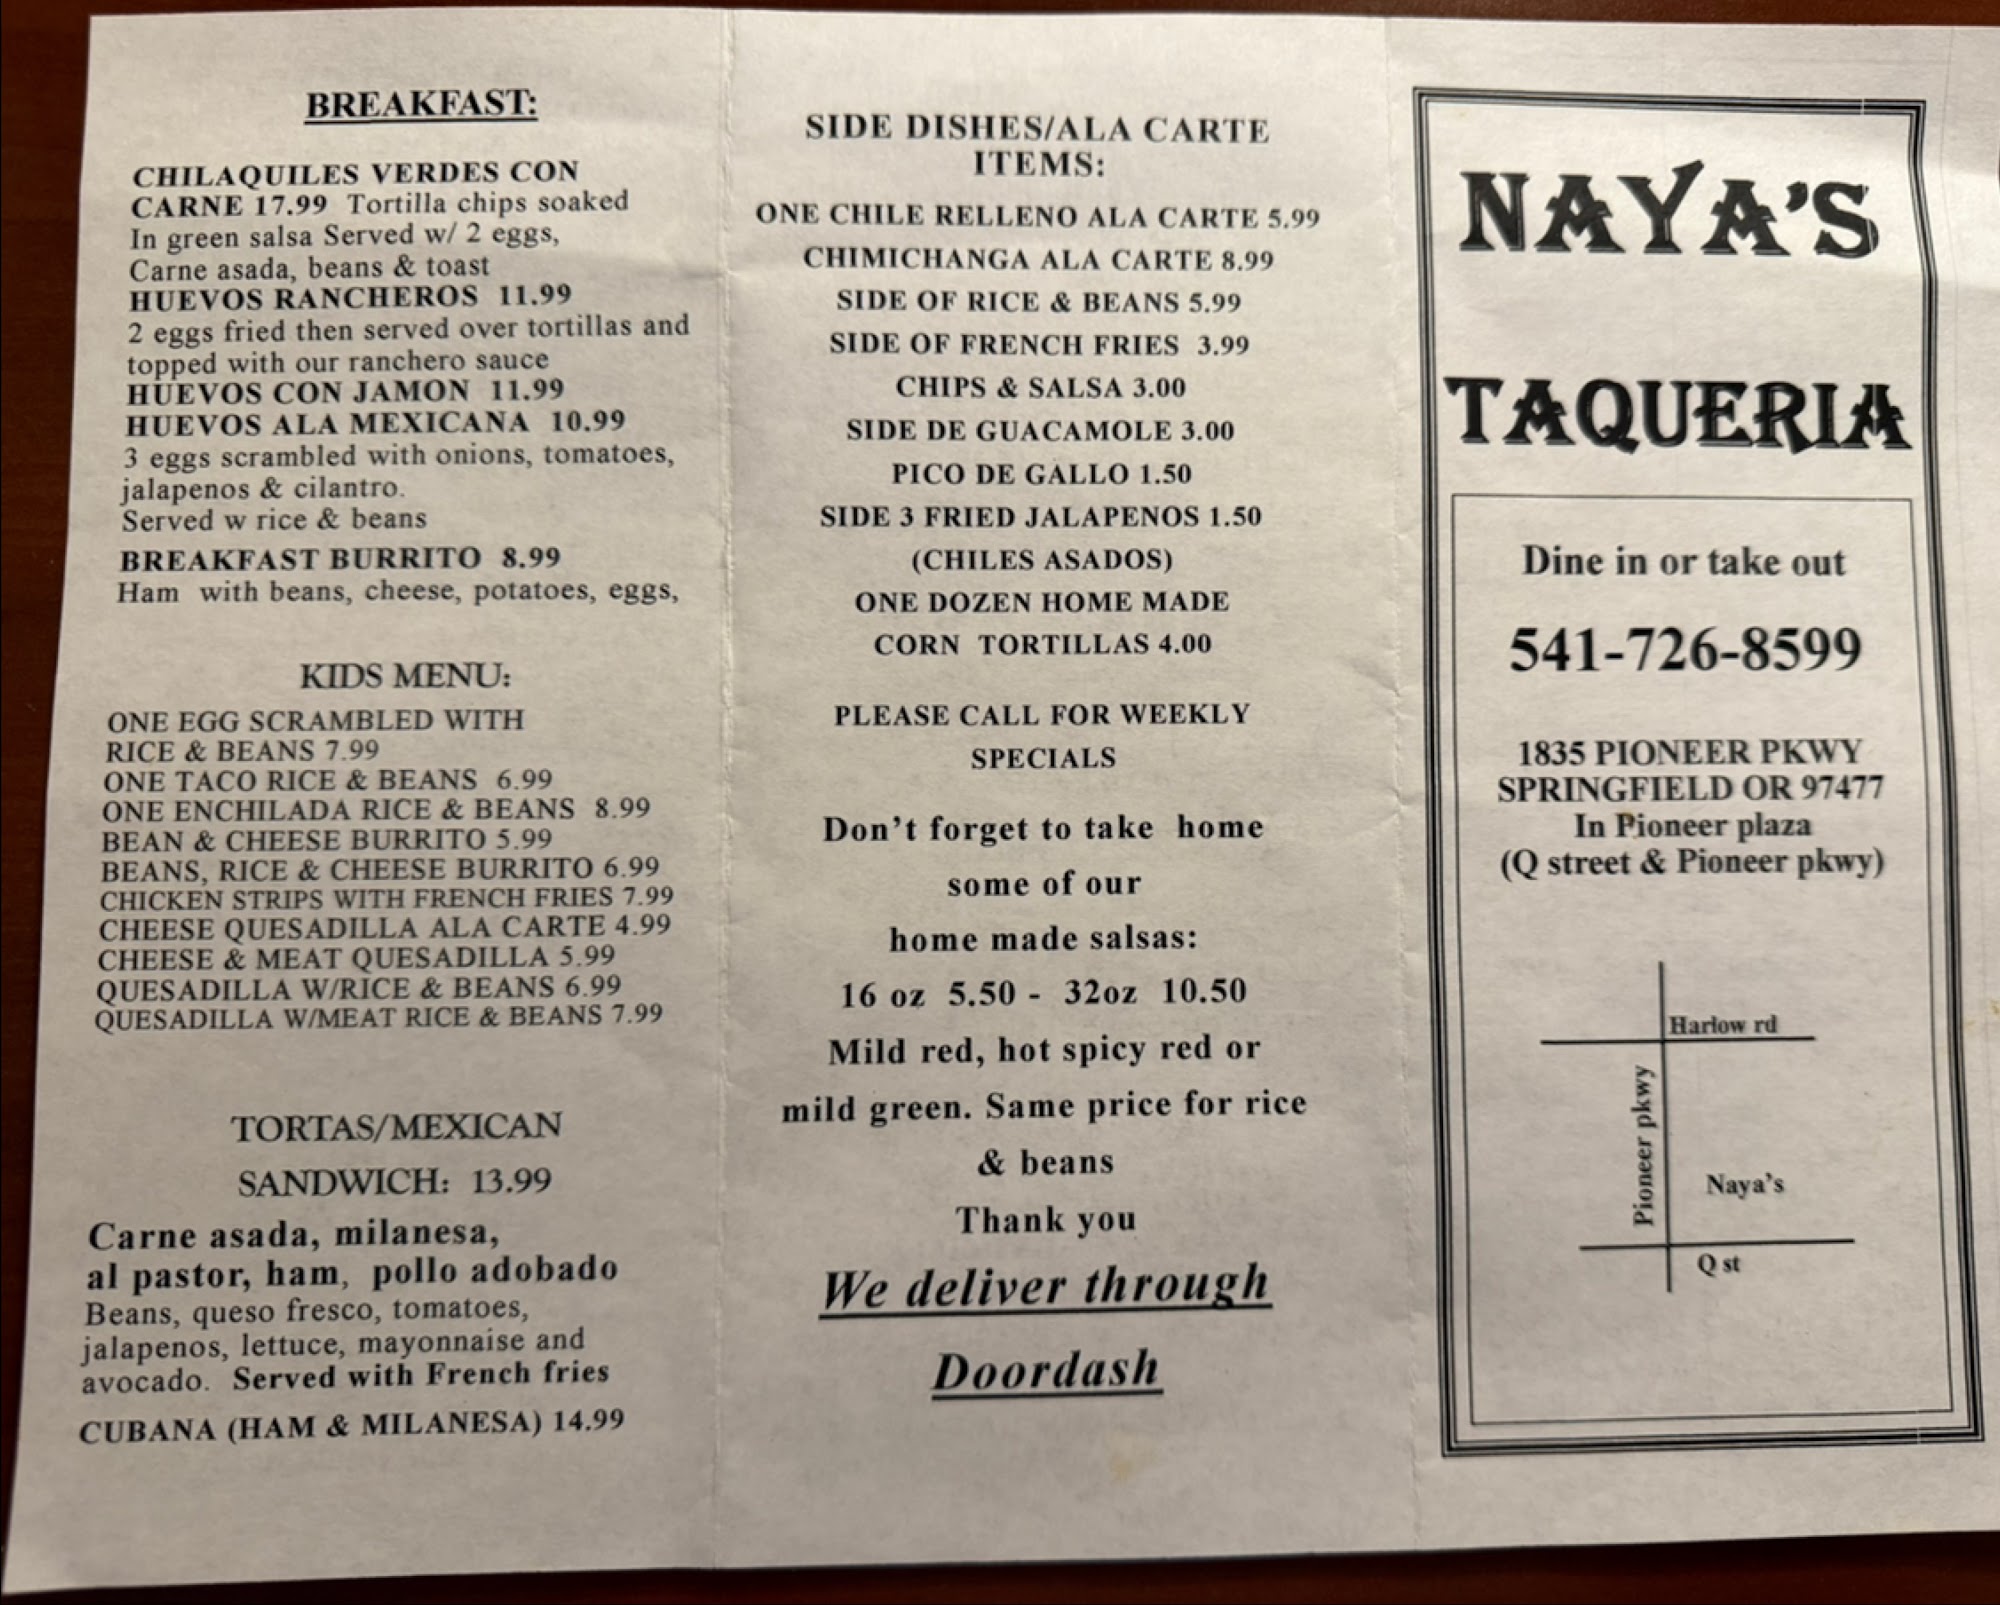 BREAKFAST:
CHILAQUILES VERDES CON
CARNE 17.99 Tortilla chips soaked
In green salsa Served w/ 2 eggs,
Carne asada, beans & toast
HUEVOS RANCHEROS 11.99
2 eggs fried then served over tortillas and
topped with our ranchero sauce
HUEVOS CON JAMON 11.99
HUEVOS ALA MEXICANA 10.99
3 eggs scrambled with onions, tomatoes,
jalapenos & cilantro.
Served w rice & beans
BREAKFAST BURRITO 8.99
Ham with beans, cheese, potatoes, eggs,
KIDS MENU:
ONE EGG SCRAMBLED WITH
RICE & BEANS 7.99
ONE TACO RICE & BEANS 6.99
ONE ENCHILADA RICE & BEANS 8.99
BEAN & CHEESE BURRITO 5.99
BEANS, RICE & CHEESE BURRITO 6.99
CHICKEN STRIPS WITH FRENCH FRIES 7.99
CHEESE QUESADILLA ALA CARTE 4.99
CHEESE & MEAT QUESADILLA 5.99
QUESADILLA W/RICE & BEANS 6.99
QUESADILLA W/MEAT RICE & BEANS 7.99
TORTAS/MEXICAN
SANDWICH: 13.99
Carne asada, milanesa,
al pastor, ham, pollo adobado
Beans, queso fresco, tomatoes,
jalapenos, lettuce, mayonnaise and
avocado. Served with French fries
CUBANA (HAM & MILANESA) 14.99
SIDE DISHES/ALA CARTE
ITEMS:
ONE CHILE RELLENO ALA CARTE 5.99
CHIMICHANGA ALA CARTE 8.99
SIDE OF RICE & BEANS 5.99
SIDE OF FRENCH FRIES 3.99
CHIPS & SALSA 3.00
SIDE DE GUACAMOLE 3.00
PICO DE GALLO 1.50
SIDE 3 FRIED JALAPENOS 1.50
(CHILES ASADOS)
ONE DOZEN HOME MADE
CORN TORTILLAS 4.00
PLEASE CALL FOR WEEKLY
SPECIALS
Don't forget to take home
some of our
home made salsas:
16 oz 5.50 - 32oz 10.50
Mild red, hot spicy red or
mild green. Same price for rice
& beans
Thank you
We deliver through
Doordash
NAYA'S
TAQUERIA
Dine in or take out
541-726-8599
1835 PIONEER PKWY
SPRINGFIELD OR 97477
In Pioneer plaza
(Q street & Pioneer pkwy)
Harlow rd
Pioneer pkwy
Naya's
Q st